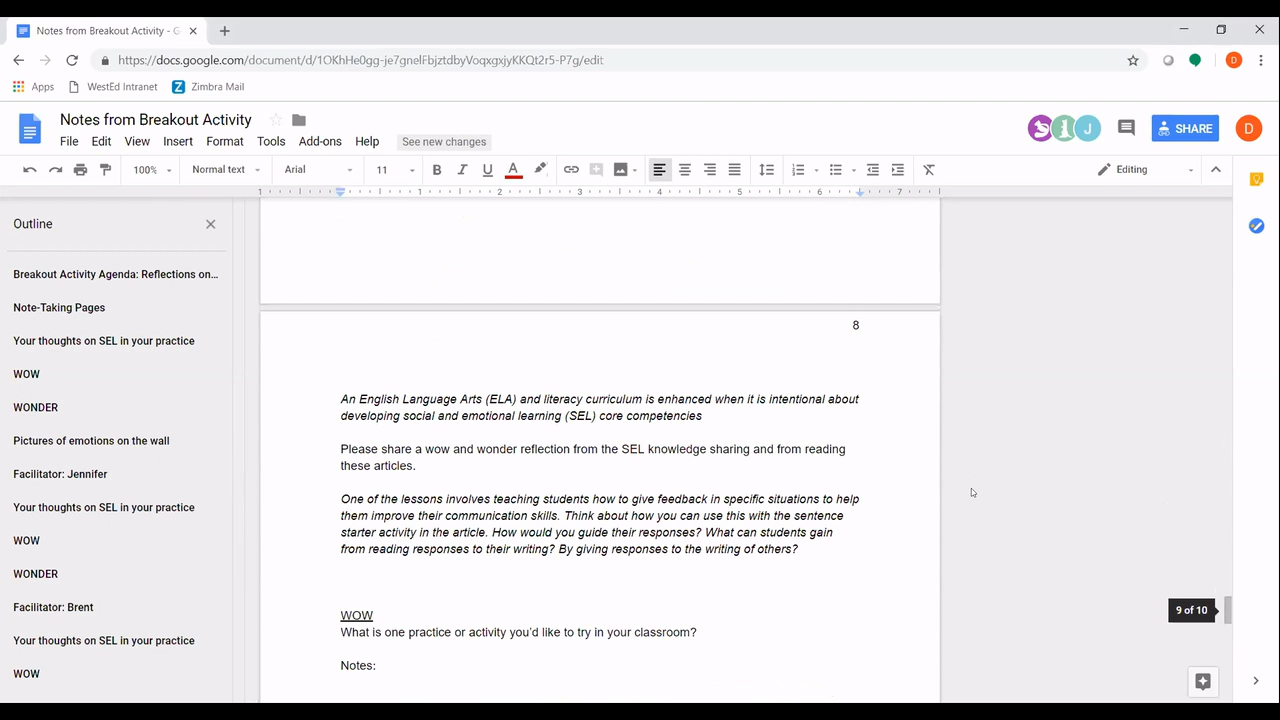 Notes from Breakout Activity - G
https://docs.google.com/document/d/1OKhHe0gg-je7gnelFbjztdbyVoqxgxjyKKQt2r5-P7g/edit
D
Apps WestEd Intranet Zimbra Mail
Notes from Breakout Activity
File Edit View Insert Format Tools Add-ons Help See new changes
J SHARE D
100% Normal text Arial 11 B I U A Editing
1 1 2 3 4 5 6 7
Outline
Breakout Activity Agenda: Reflections on...
Note-Taking Pages
Your thoughts on SEL in your practice
WOW
WONDER
Pictures of emotions on the wall
Facilitator: Jennifer
Your thoughts on SEL in your practice
WOW
WONDER
Facilitator: Brent
Your thoughts on SEL in your practice
WOW
8
An English Language Arts (ELA) and literacy curriculum is enhanced when it is intentional about
developing social and emotional learning (SEL) core competencies
Please share a wow and wonder reflection from the SEL knowledge sharing and from reading
these articles.
One of the lessons involves teaching students how to give feedback in specific situations to help
them improve their communication skills. Think about how you can use this with the sentence
starter activity in the article. How would you guide their responses? What can students gain
from reading responses to their writing? By giving responses to the writing of others?
WOW
What is one practice or activity you'd like to try in your classroom?
Notes:
9 of 10